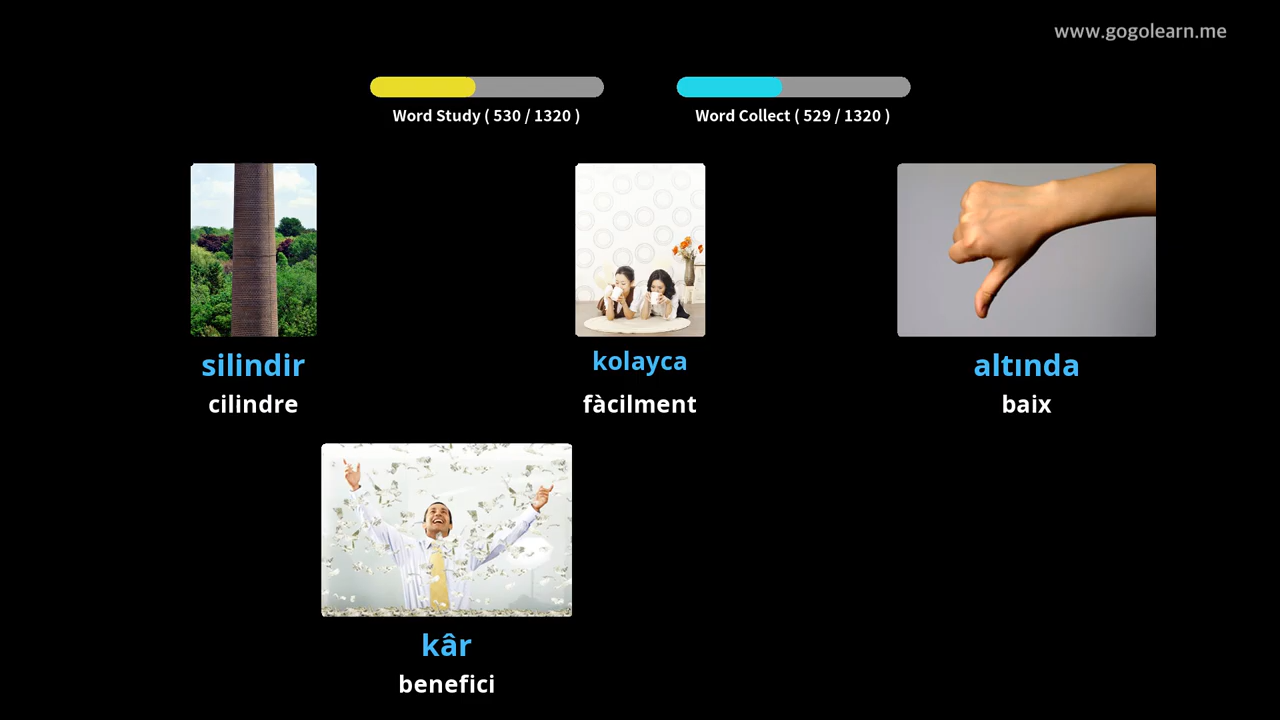 www.gogolearn.me
Word Study ( 530 / 1320 )
Word Collect ( 529 / 1320 )
silindir
cilindre
kolayca
fàcilment
altında
baix
kâr
benefici